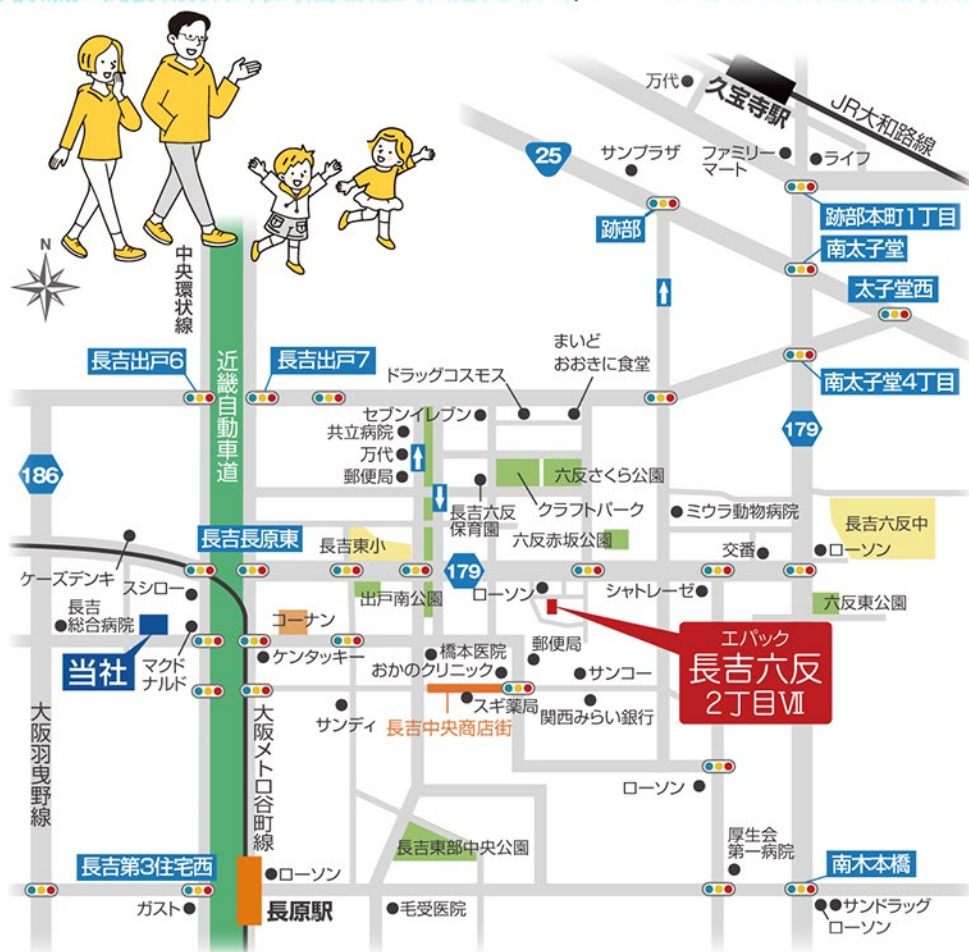 万代
久宝寺駅
JR大和路線
25
サンプラザ
ファミリー
マート
ライフ
跡部
跡部本町1丁目
南太子堂
太子堂西
N
中央環状線
近畿自動車道
長吉出戸6
長吉出戸7
まいど
おおきに食堂
ドラッグコスモス
南太子堂4丁目
セブンイレブン
共立病院
万代
郵便局
179
186
六反さくら公園
クラフトパーク
長吉六反
保育園
ミウラ動物病院
長吉六反中
長吉長原東
長吉東小
六反赤坂公園
交番
ローソン
ケーズデンキ
179
スシロー
出戸南公園
ローソン
シャトレーゼ
六反東公園
長吉
総合病院
コーナン
当社
マクド
ナルド
ケンタッキー
橋本医院
おかのクリニック
郵便局
サンコー
エパック
長吉六反
2丁目Ⅶ
大阪羽曳野線
大阪メトロ谷町線
サンディ
スギ薬局
長吉中央商店街
関西みらい銀行
ローソン
長吉東部中央公園
厚生会
第一病院
長吉第3住宅西
ローソン
南木本橋
ガスト
長原駅
毛受医院
サンドラッグ
ローソン